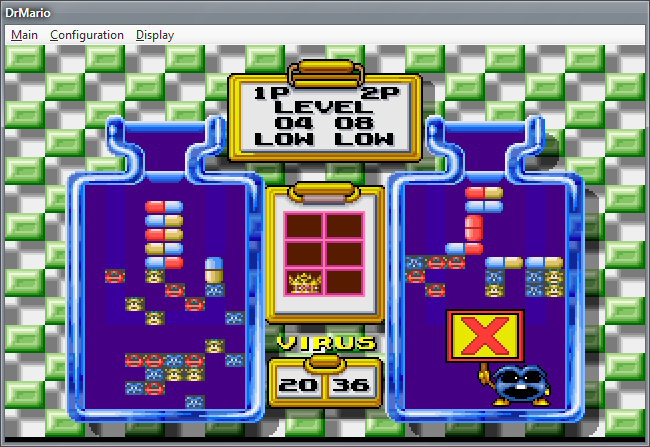 DrMario
Main Configuration Display
1P 2P
LEVEL
04 08
LOW LOW
VIRUS
20 36